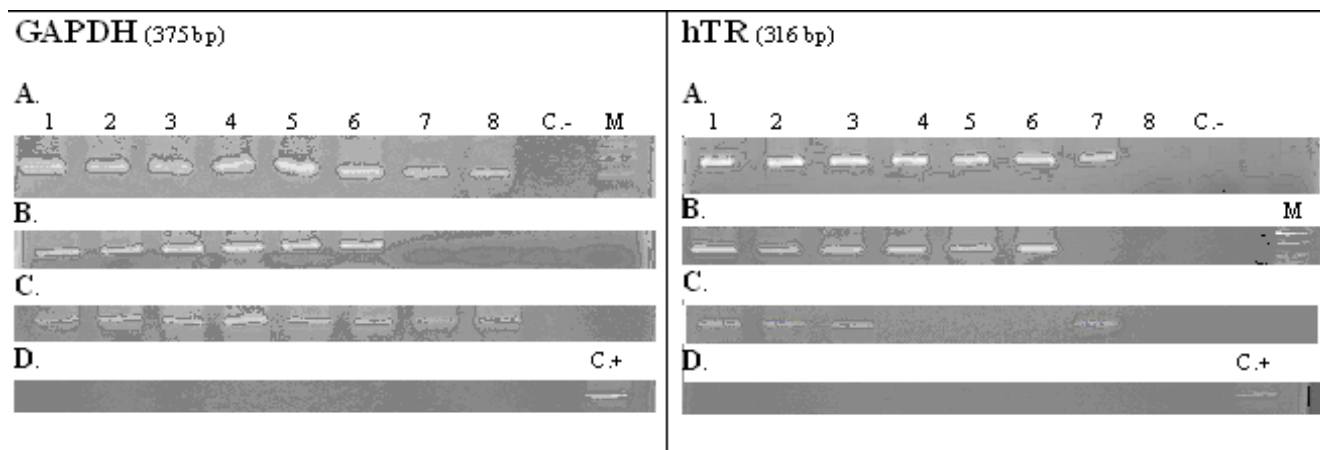 GAPDH (375bp)
A.
1 2 3 4 5 6 7 8 C.- M
B.
C.
D. C.+
hTR (316 bp)
A.
1 2 3 4 5 6 7 8 C.-
B. M
C.
D. C.+